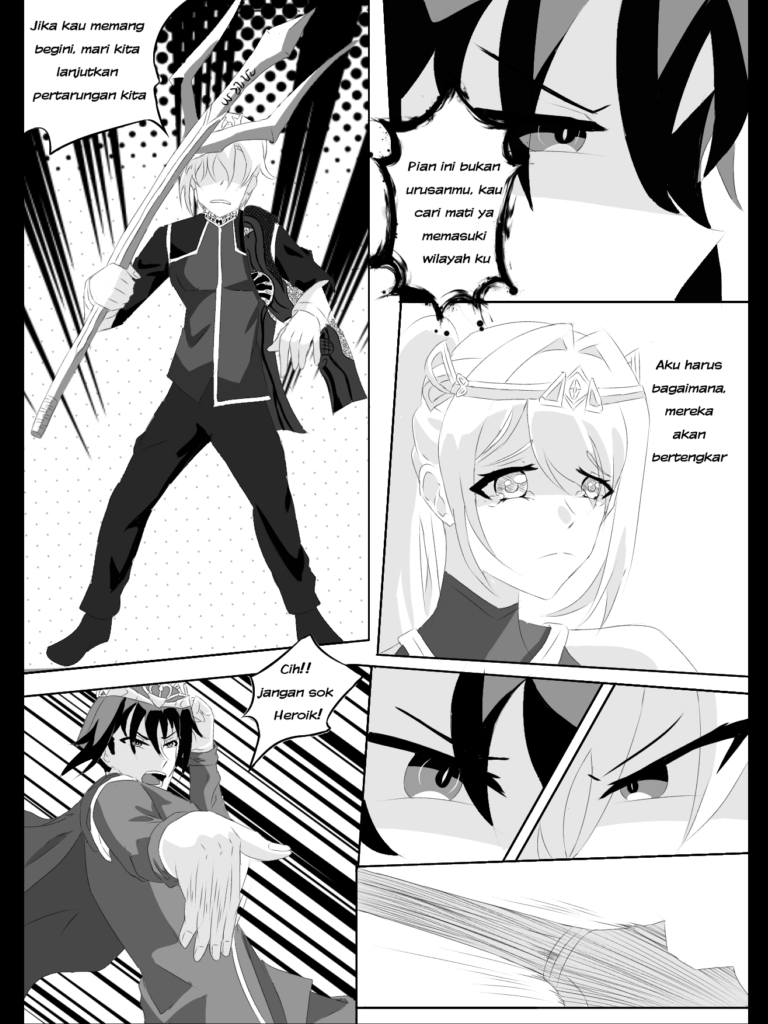 Jika kau memang
begini, mari kita
lanjutkan
pertarungan kita
Pian ini bukan
urusanmu, kau
cari mati ya
memasuki
wilayah ku
Aku harus
bagaimana,
mereka
akan
bertengkar
Cih!!
jangan sok
Heroik!